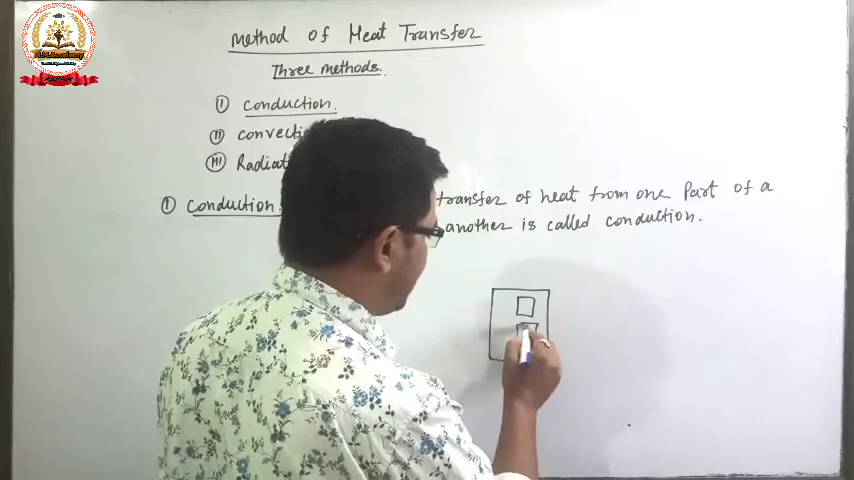 method of Heat Transfer
Three methods.
(I) conduction.
(II) convecti
(III) Radiat
(I) conduction. transfer of heat from one Part of a
another is called conduction.